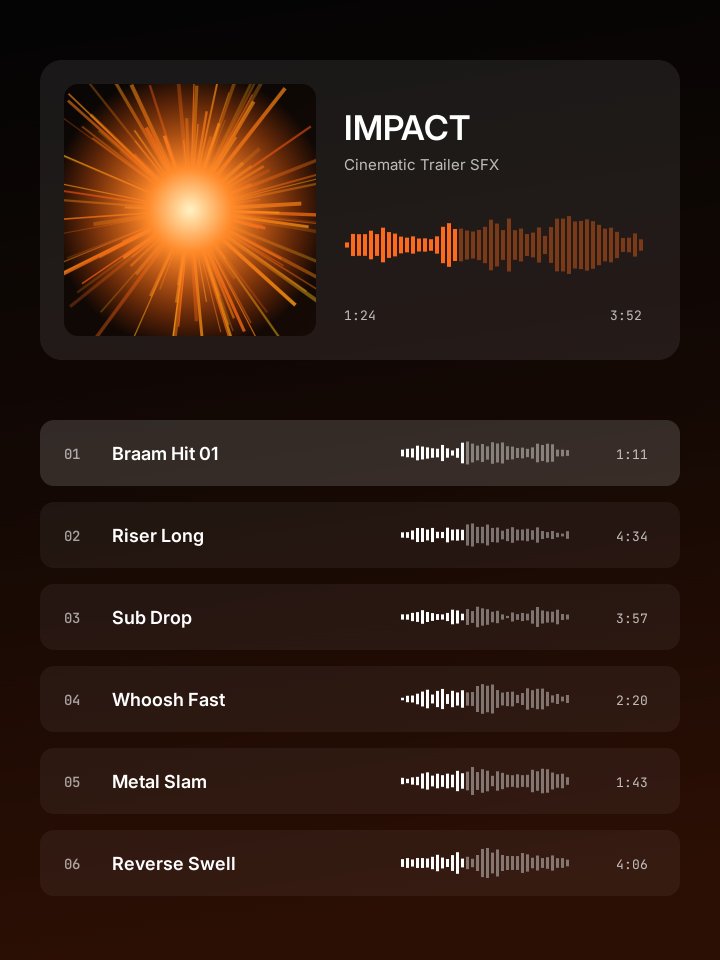 IMPACT
Cinematic Trailer SFX
1:24 3:52
01 Braam Hit 01 1:11
02 Riser Long 4:34
03 Sub Drop 3:57
04 Whoosh Fast 2:20
05 Metal Slam 1:43
06 Reverse Swell 4:06